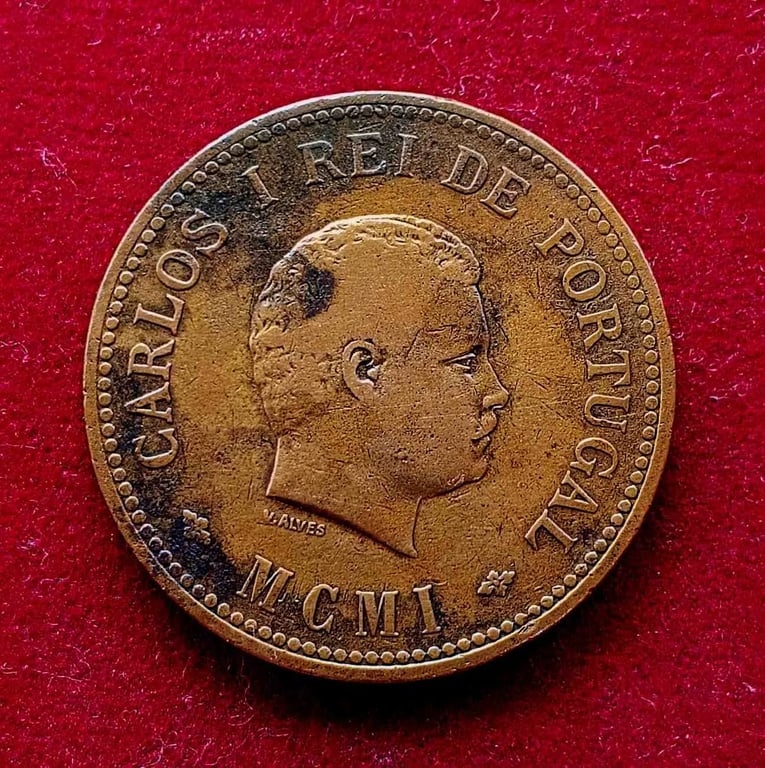 CARLOS I REI DE PORTUGAL
V. ALVES
MCMI